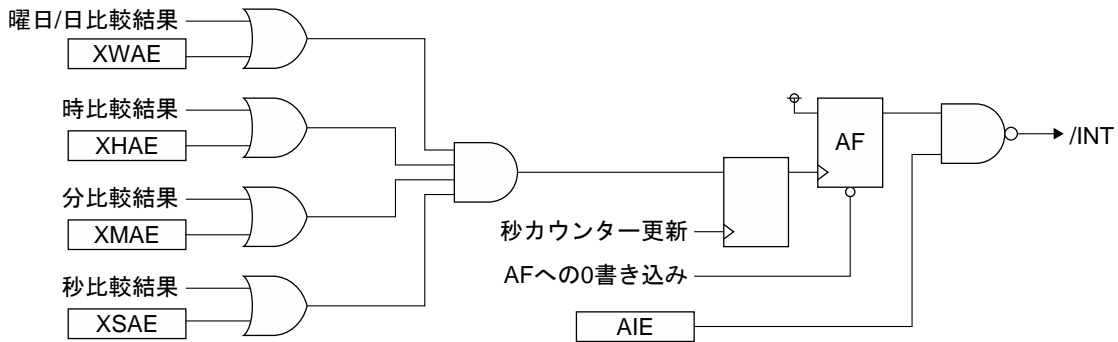 曜日/日比較結果
XWAE
時比較結果
XHAE
分比較結果
XMAE
秒比較結果
XSAE
秒カウンター更新
AFへの0書き込み
AIE
AF
/INT